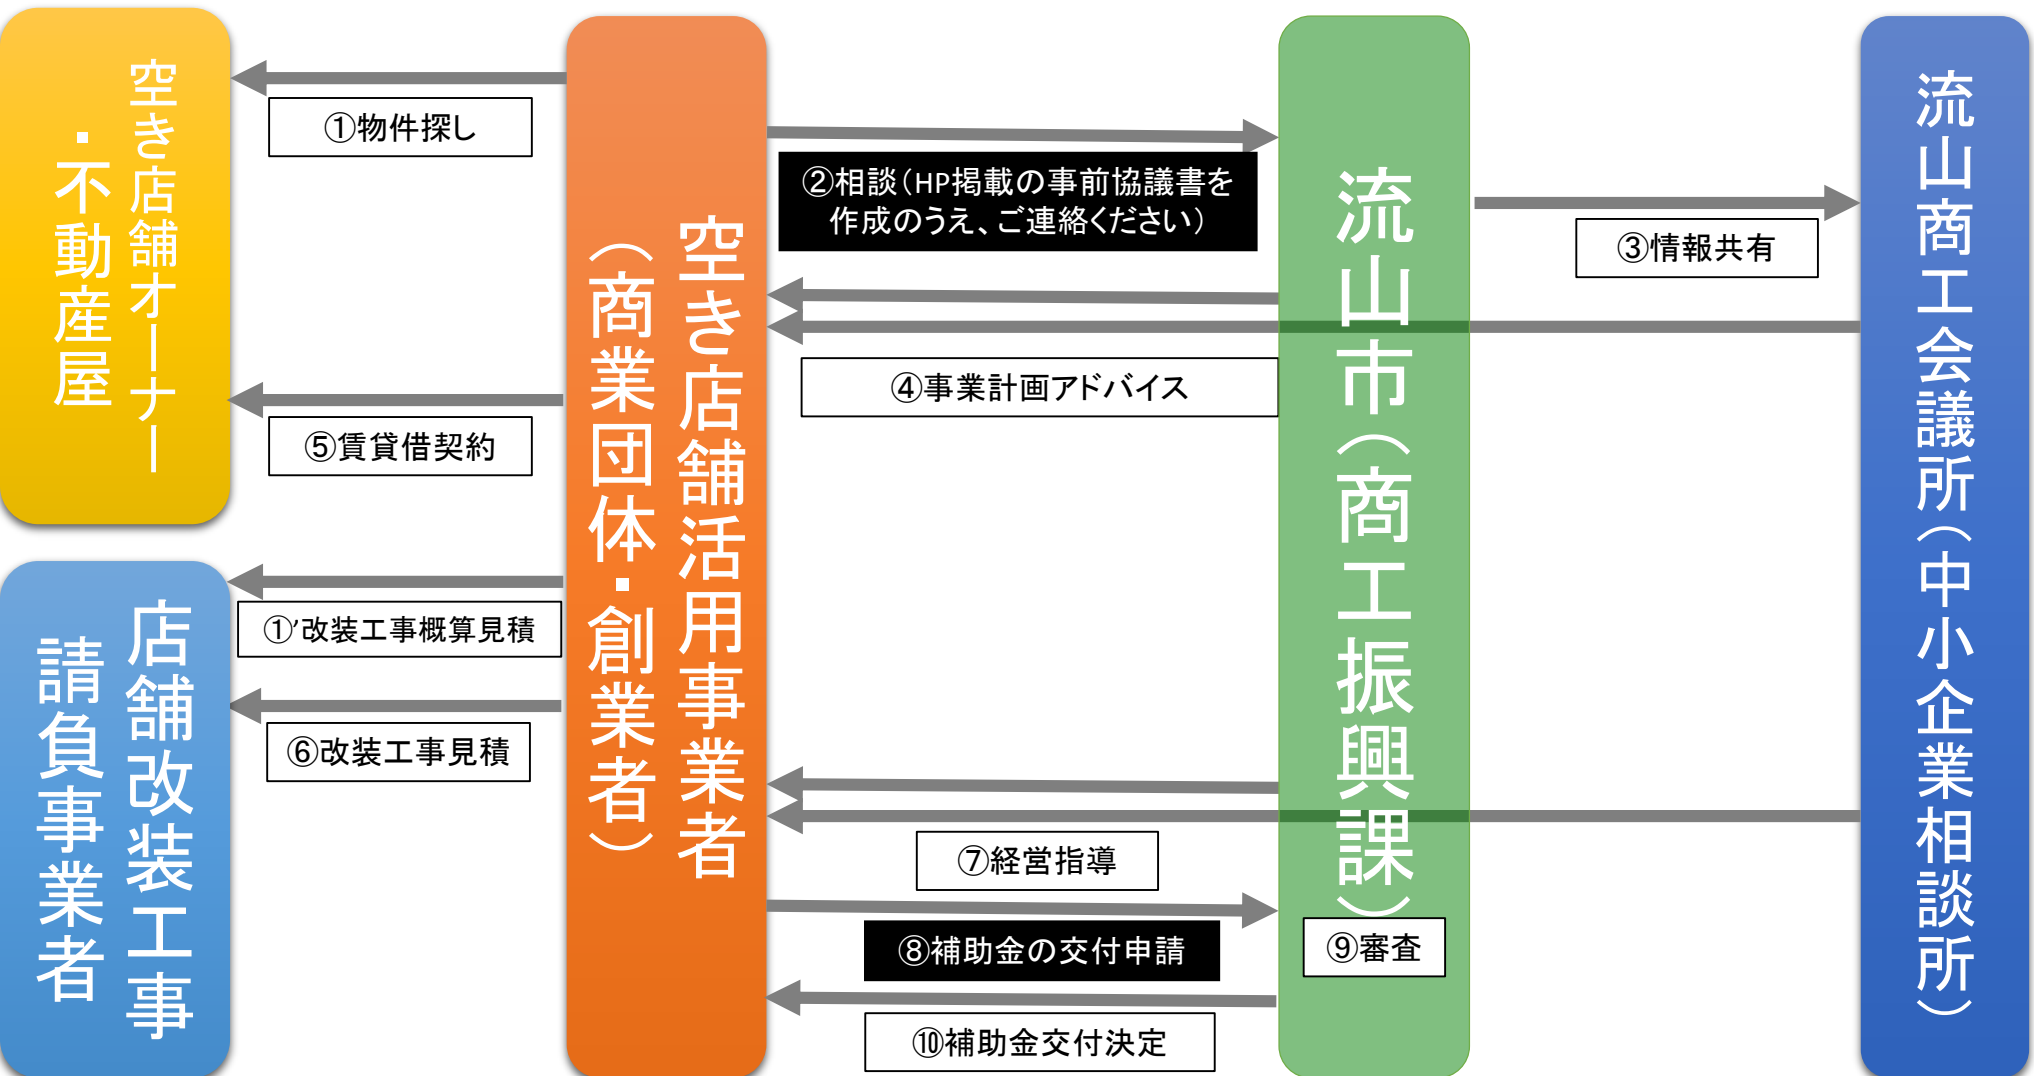 空き店舗オーナー
・不動産屋
店舗改装工事
請負事業者
空き店舗活用事業者
（商業団体・創業者）
流山市（商工振興課）
流山商工会議所（中小企業相談所）
①物件探し
②相談（HP掲載の事前協議書を
作成のうえ、ご連絡ください）
③情報共有
④事業計画アドバイス
⑤賃貸借契約
①’改装工事概算見積
⑥改装工事見積
⑦経営指導
⑧補助金の交付申請
⑨審査
⑩補助金交付決定